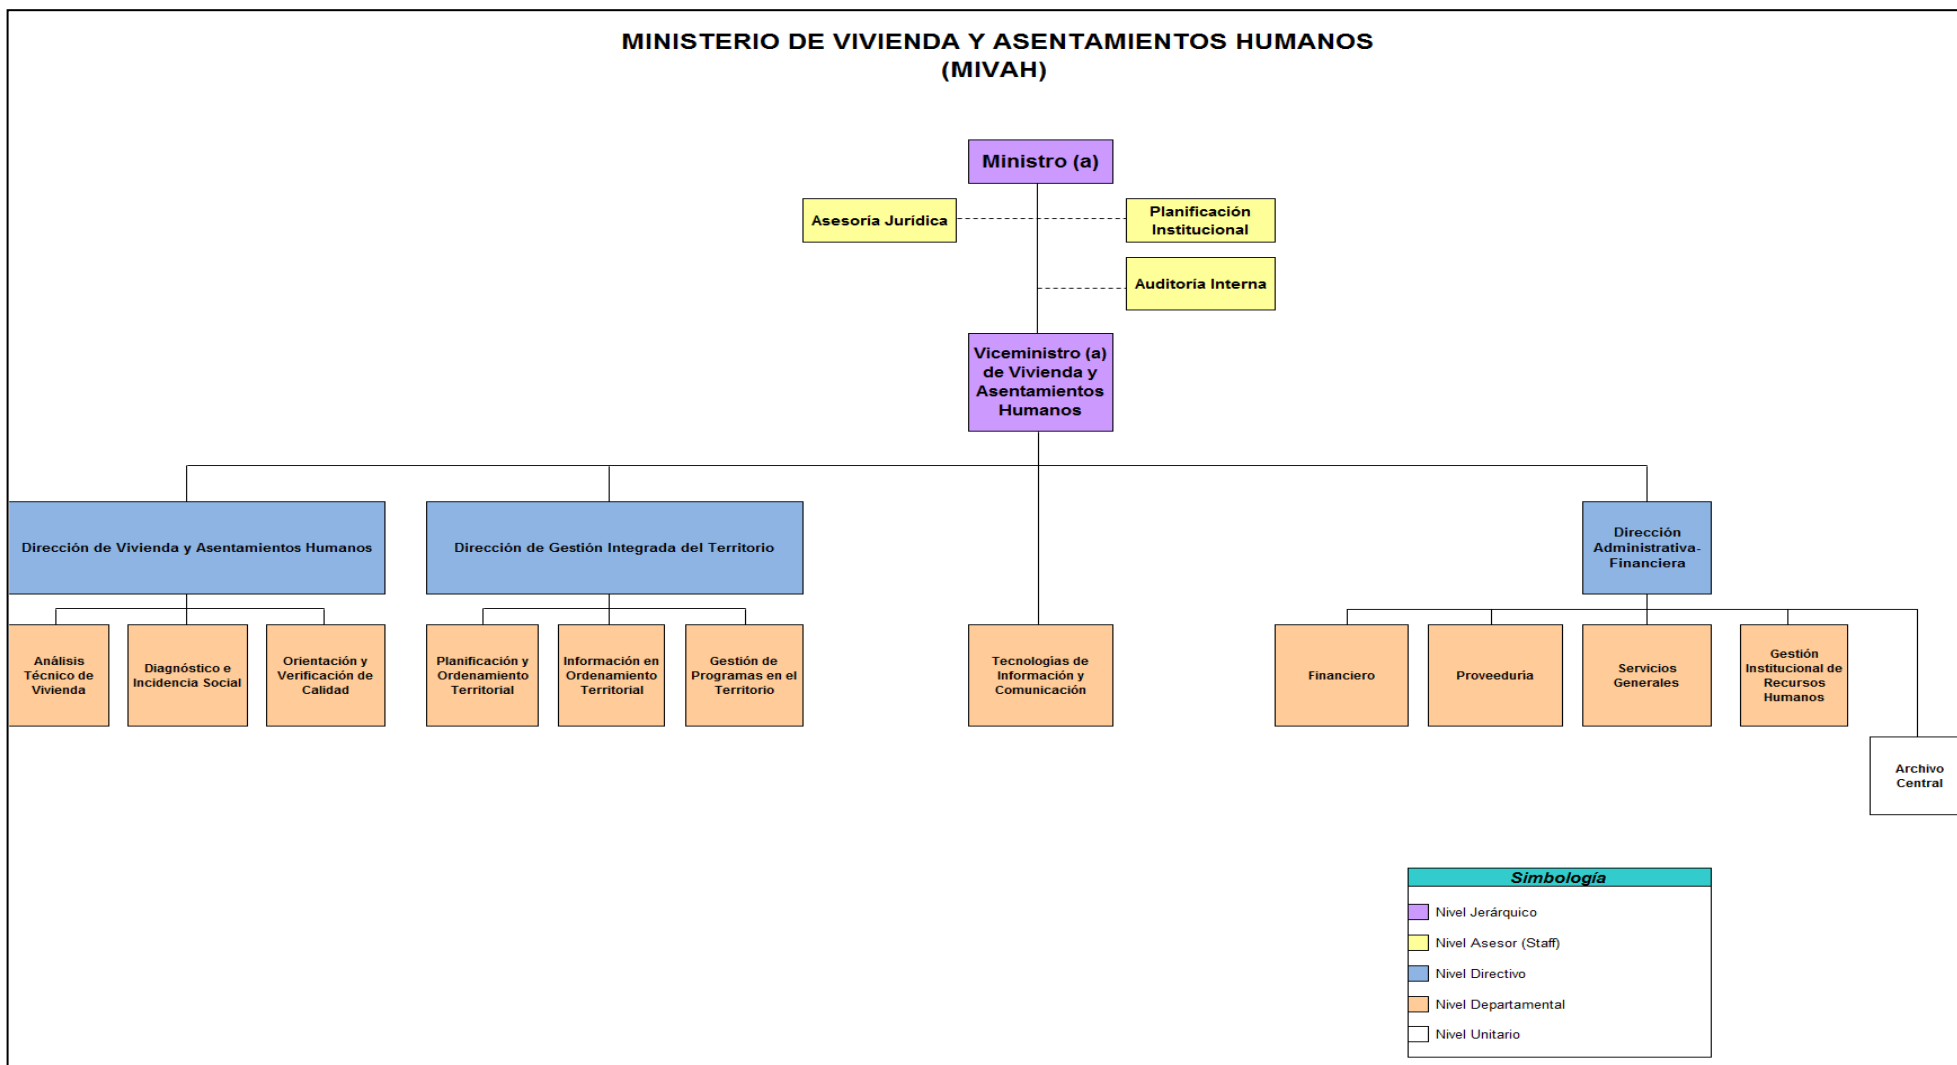 MINISTERIO DE VIVIENDA Y ASENTAMIENTOS HUMANOS
(MIVAH)
Ministro (a)
Asesoría Jurídica
Planificación
Institucional
Auditoría Interna
Viceministro (a)
de Vivienda y
Asentamientos
Humanos
Dirección de Vivienda y Asentamientos Humanos
Dirección de Gestión Integrada del Territorio
Dirección
Administrativa-
Financiera
Análisis
Técnico de
Vivienda
Diagnóstico e
Incidencia Social
Orientación y
Verificación de
Calidad
Planificación y
Ordenamiento
Territorial
Información en
Ordenamiento
Territorial
Gestión de
Programas en el
Territorio
Tecnologías de
Información y
Comunicación
Financiero
Proveeduría
Servicios
Generales
Gestión
Institucional de
Recursos
Humanos
Archivo
Central
Simbología
Nivel Jerárquico
Nivel Asesor (Staff)
Nivel Directivo
Nivel Departamental
Nivel Unitario